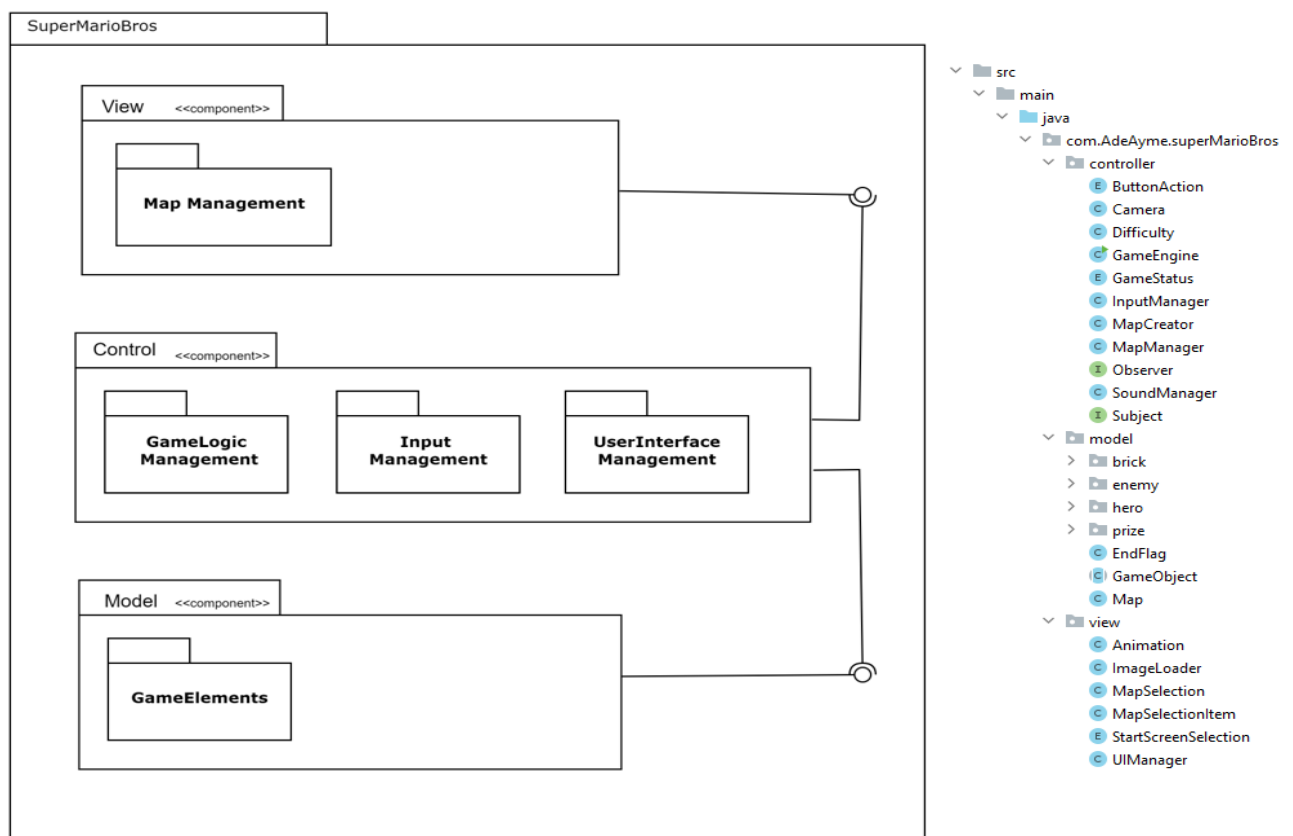 SuperMarioBros
View <<component>>
Map Management
Control <<component>>
GameLogic
Management
Input
Management
UserInterface
Management
Model <<component>>
GameElements
src
main
java
com.AdeAyme.superMarioBros
controller
E ButtonAction
C Camera
C Difficulty
C GameEngine
E GameStatus
C InputManager
C MapCreator
C MapManager
I Observer
C SoundManager
I Subject
model
brick
enemy
hero
prize
C EndFlag
C GameObject
C Map
view
C Animation
C ImageLoader
C MapSelection
C MapSelectionItem
E StartScreenSelection
C UIManager